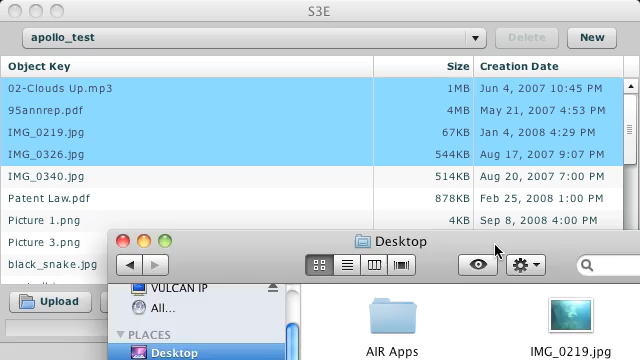 S3E
apollo_test Delete New
Object Key Size Creation Date
02-Clouds Up.mp3 1MB Jun 4, 2007 10:45 PM
95annrep.pdf 4MB May 21, 2007 4:53 PM
IMG_0219.jpg 67KB Jan 4, 2008 4:29 PM
IMG_0326.jpg 544KB Aug 17, 2007 9:07 PM
IMG_0340.jpg 514KB Aug 20, 2007 7:00 PM
Patent Law.pdf 878KB Feb 25, 2008 1:00 PM
Picture 1.png 4KB Sep 8, 2008 4:00 PM
Picture 3.png
black_snake.jpg
Upload
Desktop
VULCAN IP
All...
PLACES
Desktop
AIR Apps
IMG_0219.jpg